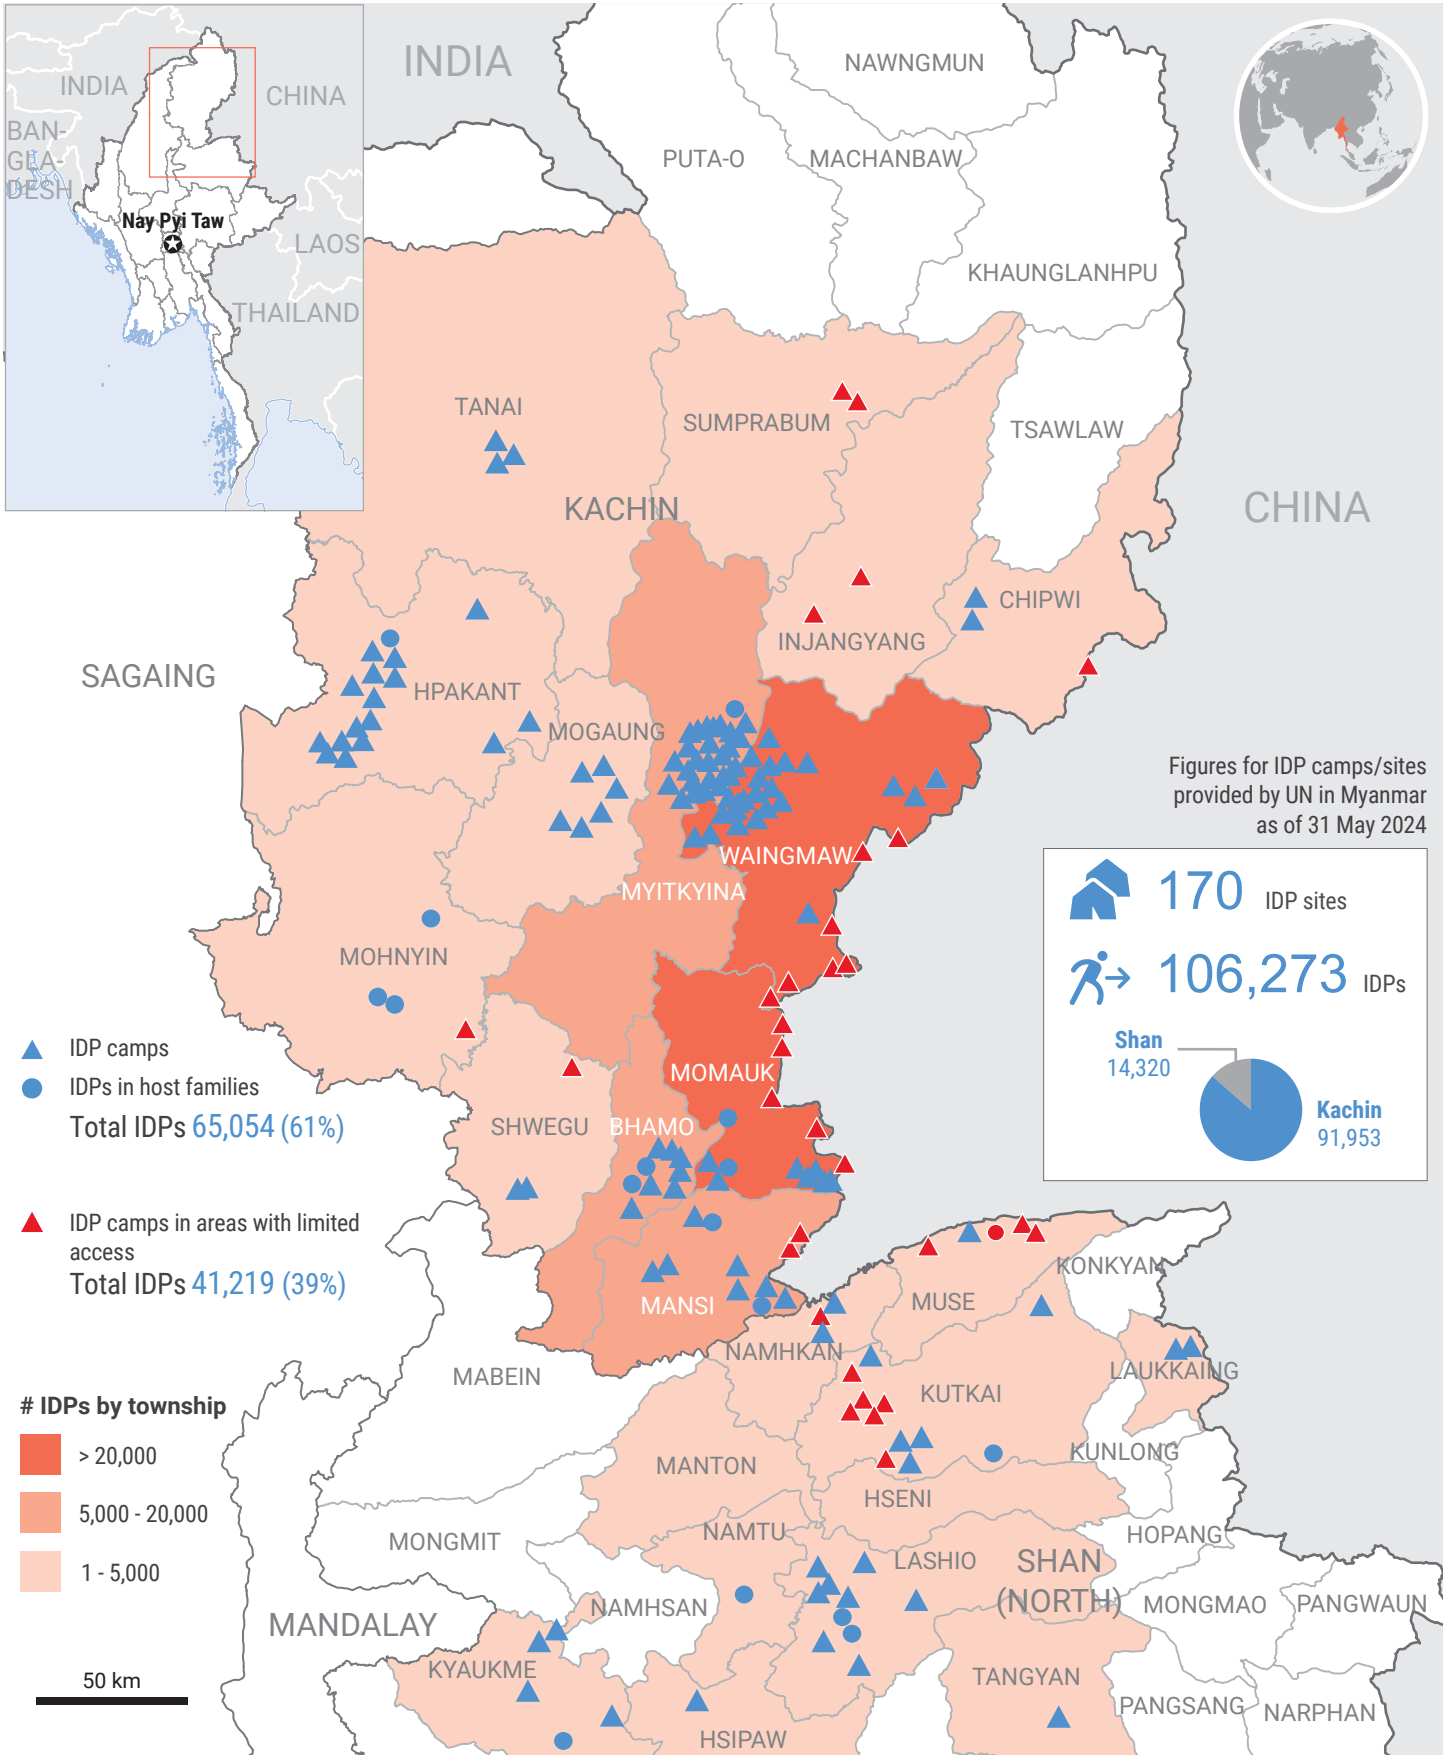 INDIA
CHINA
BAN-
GLA-
DESH
Nay Pyi Taw
LAOS
THAILAND
INDIA
NAWNGMUN
PUTA-O
MACHANBAW
KHAUNGLANHPU
TANAI
SUMPRABUM
TSAWLAW
KACHIN
CHINA
CHIPWI
INJANGYANG
SAGAING
HPAKANT
MOGAUNG
WAINGMAW
MYITKYINA
MOHNYIN
MOMAUK
SHWEGU
BHAMO
Figures for IDP camps/sites
provided by UN in Myanmar
as of 31 May 2024
170 IDP sites
106,273 IDPs
Shan
14,320
Kachin
91,953
IDP camps
IDPs in host families
Total IDPs 65,054 (61%)
IDP camps in areas with limited
access
Total IDPs 41,219 (39%)
KONKYAN
MUSE
MANSI
NAMHKAN
LAUKKAING
MABEIN
KUTKAI
# IDPs by township
> 20,000
5,000 - 20,000
1 - 5,000
KUNLONG
MANTON
HSENI
NAMTU
HOPANG
MONGMIT
LASHIO
SHAN
(NORTH)
NAMHSAN
MONGMAO
PANGWAUN
MANDALAY
KYAUKME
TANGYAN
PANGSANG
NARPHAN
HSIPAW
50 km